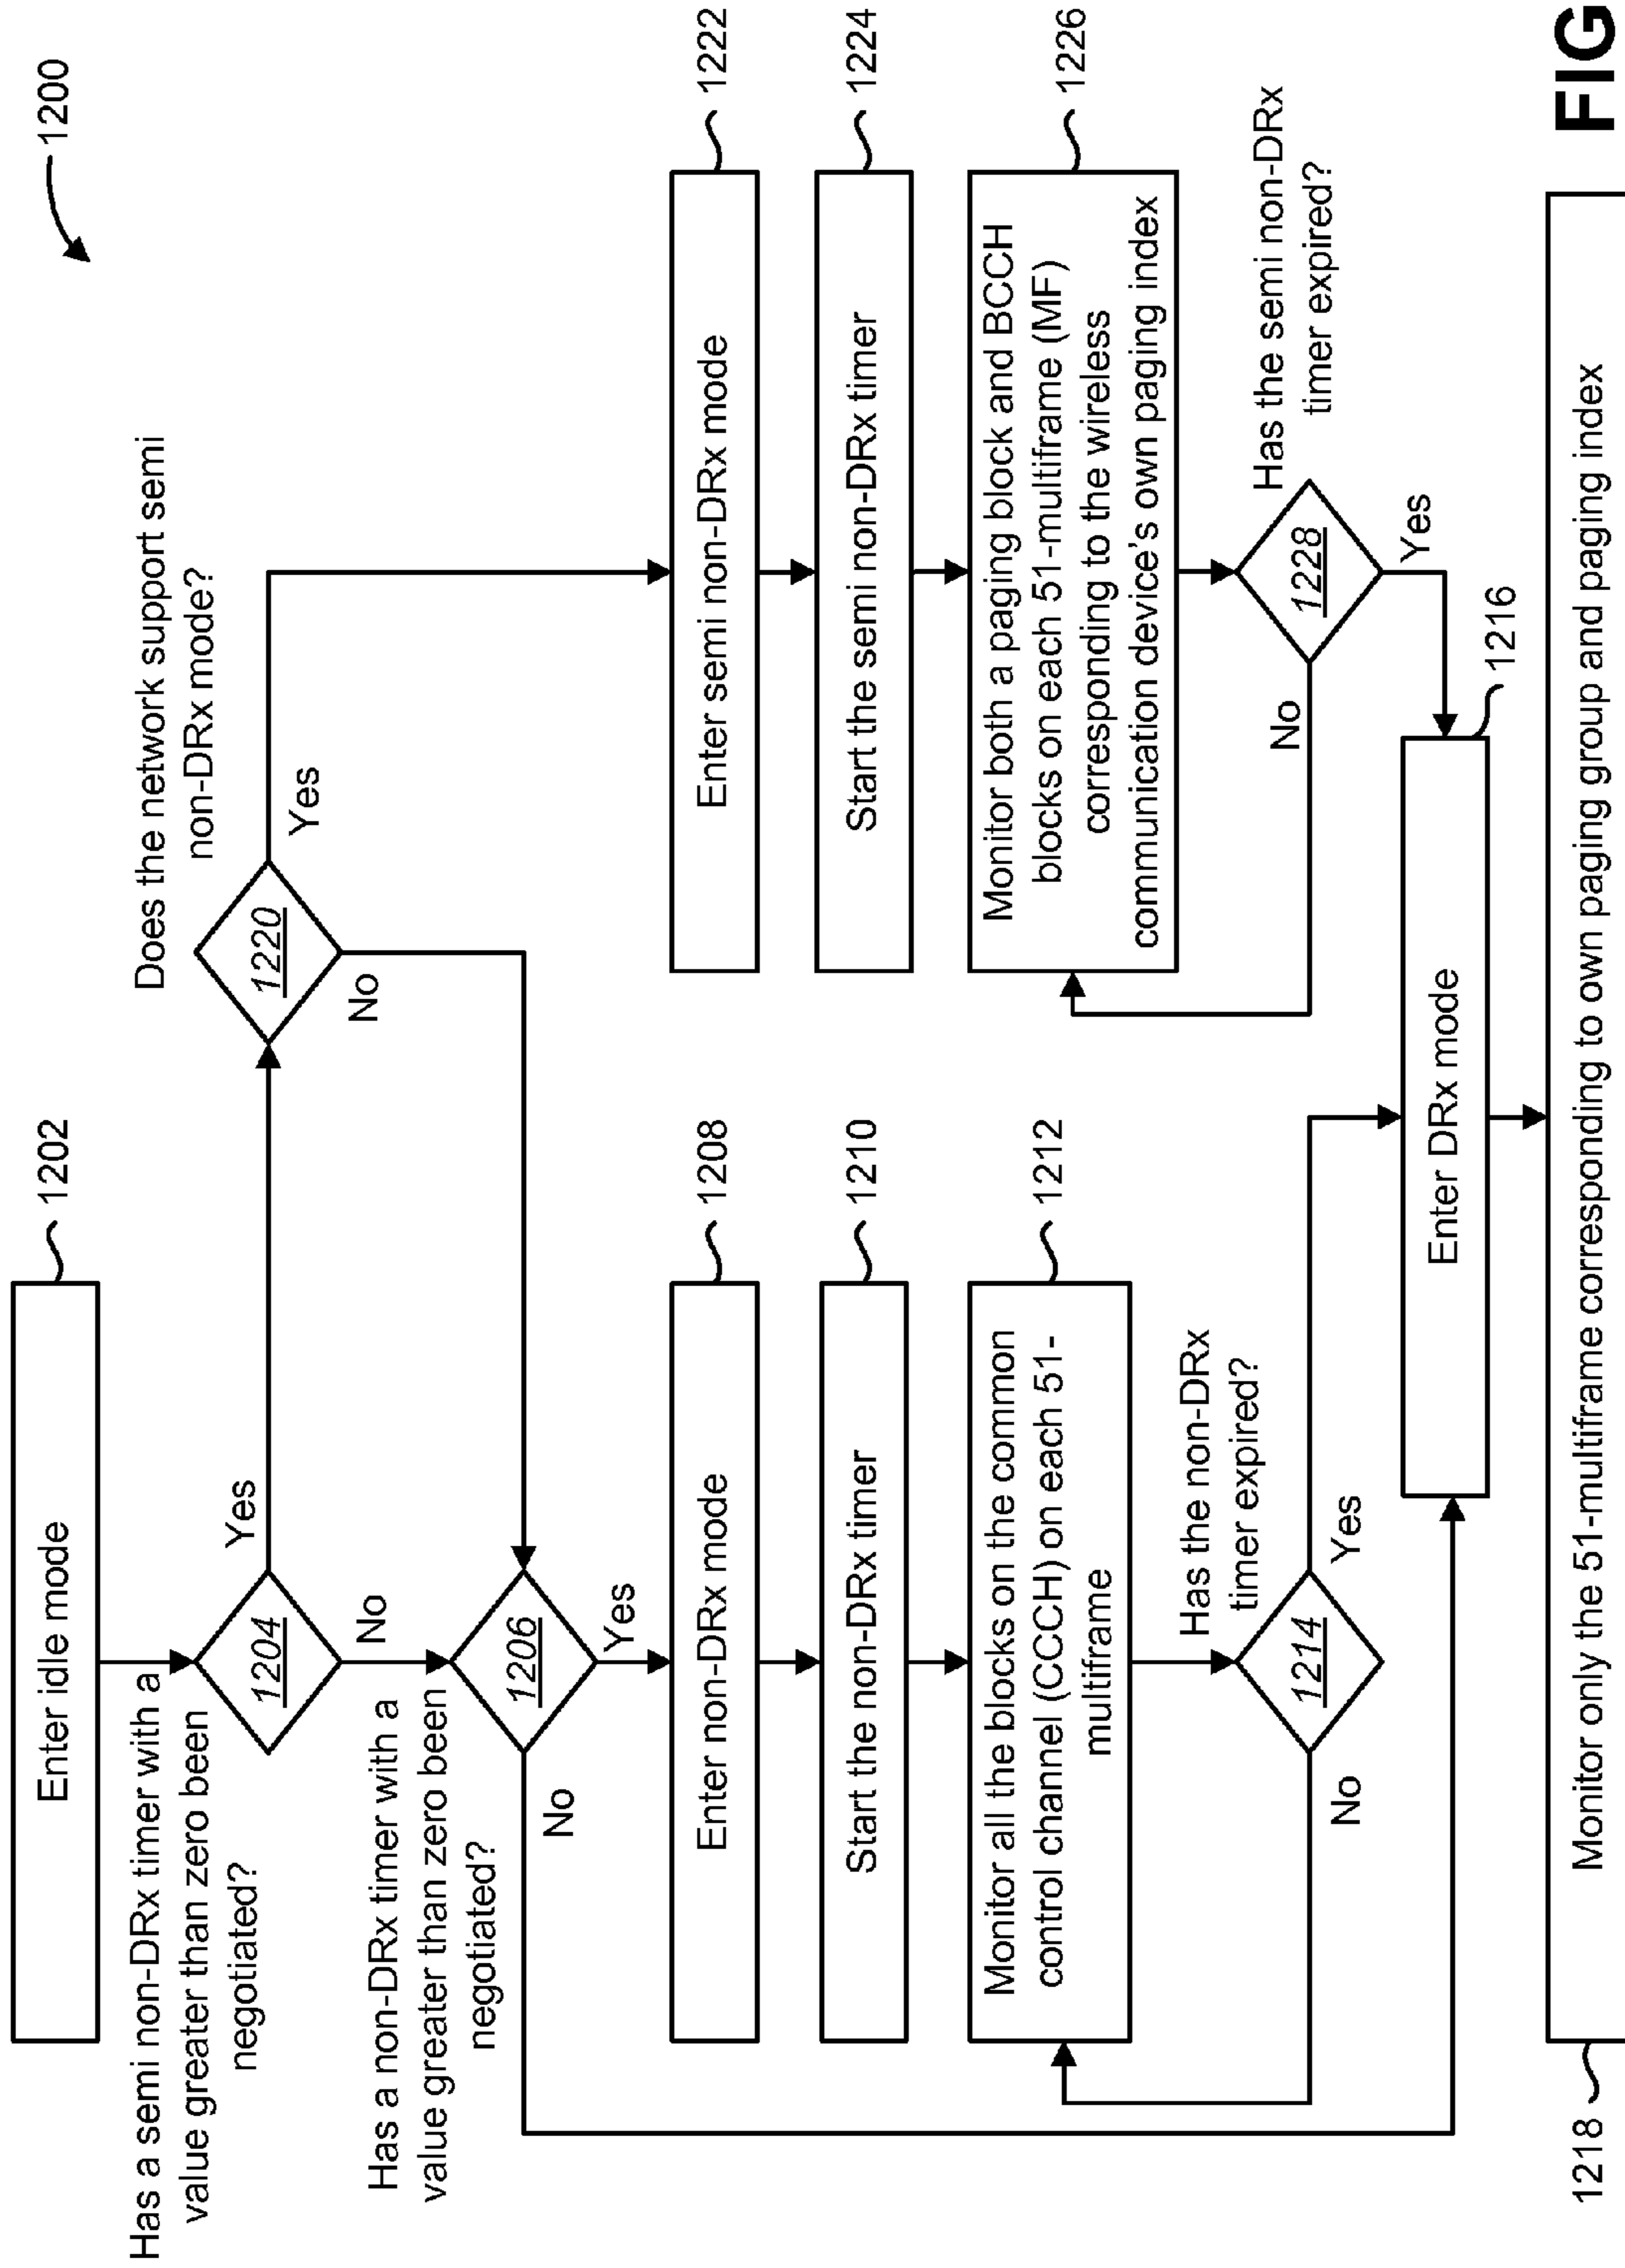 1200
Enter idle mode
1202
Has a semi non-DRx timer with a
value greater than zero been
negotiated?
1204
Yes
No
Does the network support semi
non-DRx mode?
1220
Yes
No
Has a non-DRx timer with a
value greater than zero been
negotiated?
1206
Yes
No
Enter non-DRx mode
1208
Start the non-DRx timer
1210
Monitor all the blocks on the common
control channel (CCCH) on each 51-
multiframe
1212
Has the non-DRx
timer expired?
1214
Yes
No
Enter semi non-DRx mode
1222
Start the semi non-DRx timer
1224
Monitor both a paging block and BCCH
blocks on each 51-multiframe (MF)
corresponding to the wireless
communication device's own paging index
1226
Has the semi non-DRx
timer expired?
1228
No
Yes
Enter DRx mode
1216
1218
Monitor only the 51-multiframe corresponding to own paging group and paging index
FIG